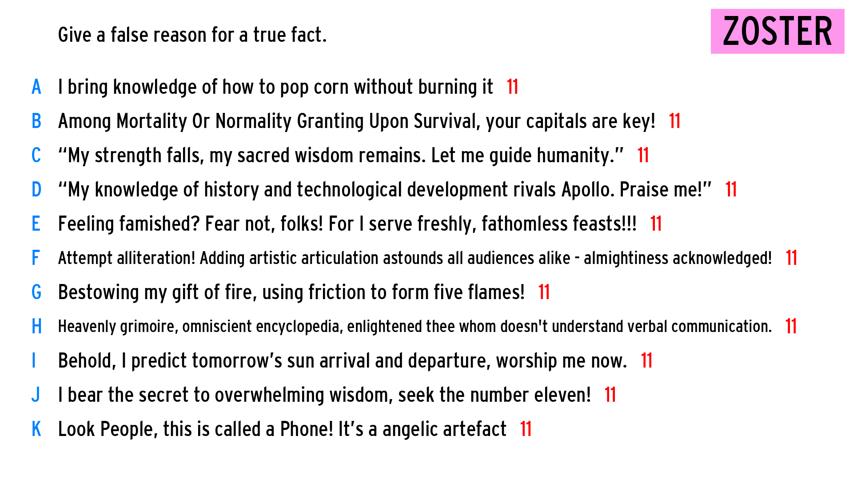 Give a false reason for a true fact.
ZOSTER
A I bring knowledge of how to pop corn without burning it 11
B Among Mortality Or Normality Granting Upon Survival, your capitals are key! 11
C “My strength falls, my sacred wisdom remains. Let me guide humanity.” 11
D “My knowledge of history and technological development rivals Apollo. Praise me!” 11
E Feeling famished? Fear not, folks! For I serve freshly, fathomless feasts!!! 11
F Attempt alliteration! Adding artistic articulation astounds all audiences alike - almightiness acknowledged! 11
G Bestowing my gift of fire, using friction to form five flames! 11
H Heavenly grimoire, omniscient encyclopedia, enlightened thee whom doesn't understand verbal communication. 11
I Behold, I predict tomorrow’s sun arrival and departure, worship me now. 11
J I bear the secret to overwhelming wisdom, seek the number eleven! 11
K Look People, this is called a Phone! It’s a angelic artefact 11